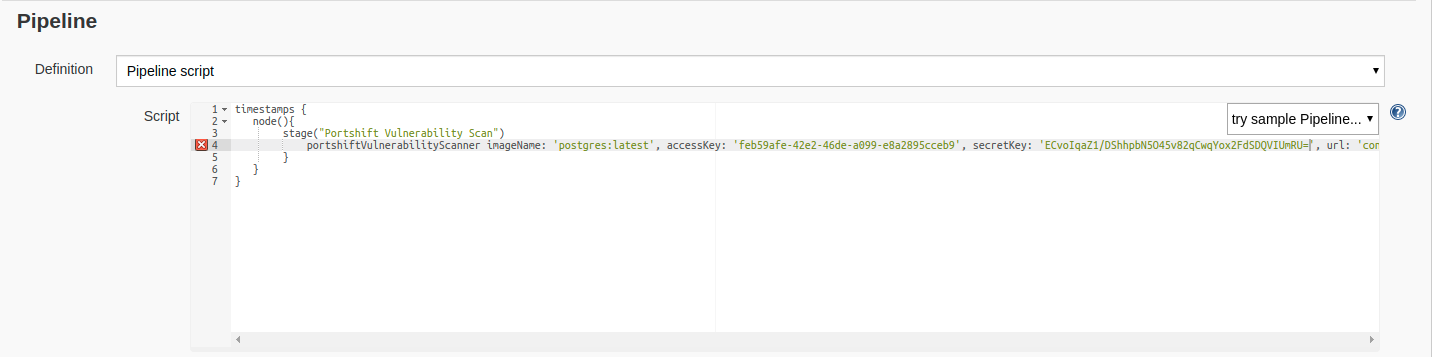 Pipeline
Definition
Pipeline script
Script
try sample Pipeline...
1 timestamps {
2 node(){
3 stage("Portshift Vulnerability Scan")
4 portshiftVulnerabilityScanner imageName: 'postgres:latest', accessKey: 'feb59afe-42e2-46de-a099-e8a2895cceb9', secretKey: 'ECvoIqaZ1/DShhpbN5O45v82qCwqYox2FdSDQVIUmRU=', url: 'con
5 }
6 }
7 }